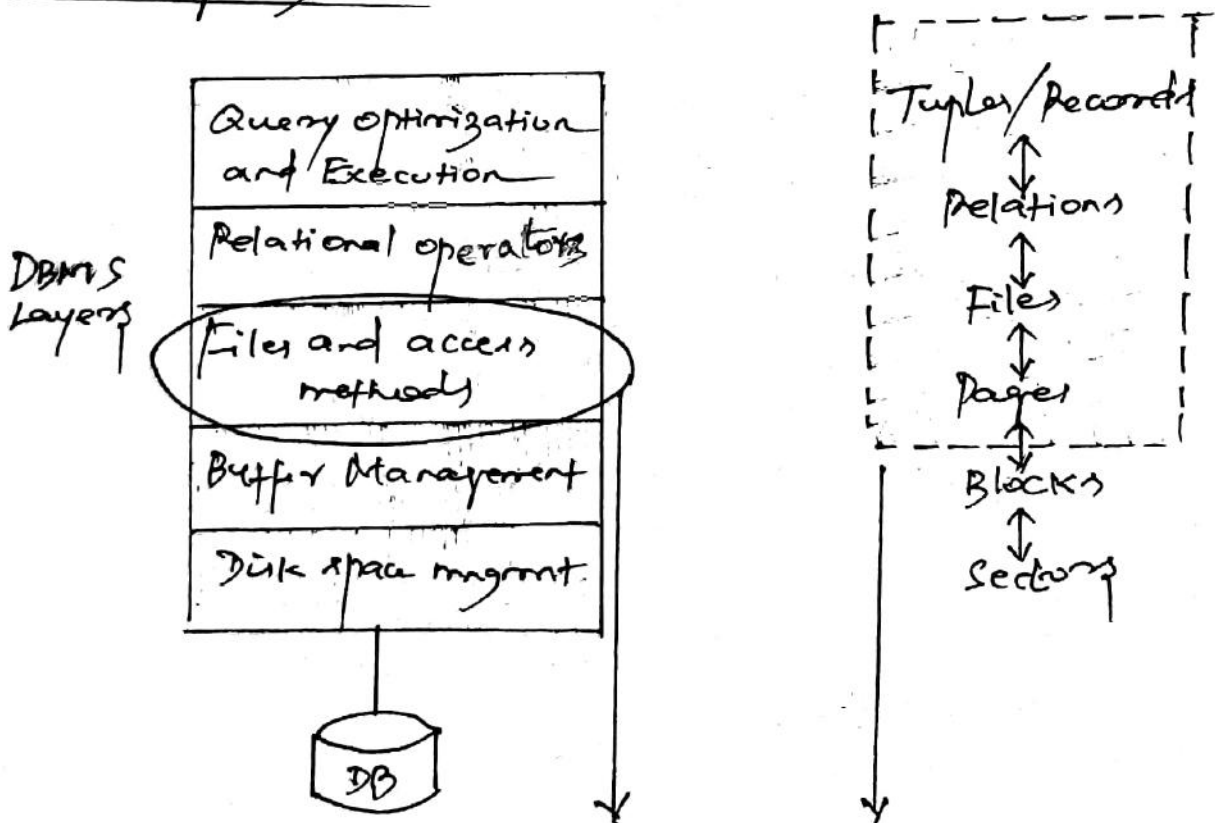 Query optimization
and Execution
Relational operators
DBMS
Layers
Files and access
methods
Buffer Management
Disk space mngmnt
DB
Tuples/Records
Relations
Files
Pages
Blocks
Sectors